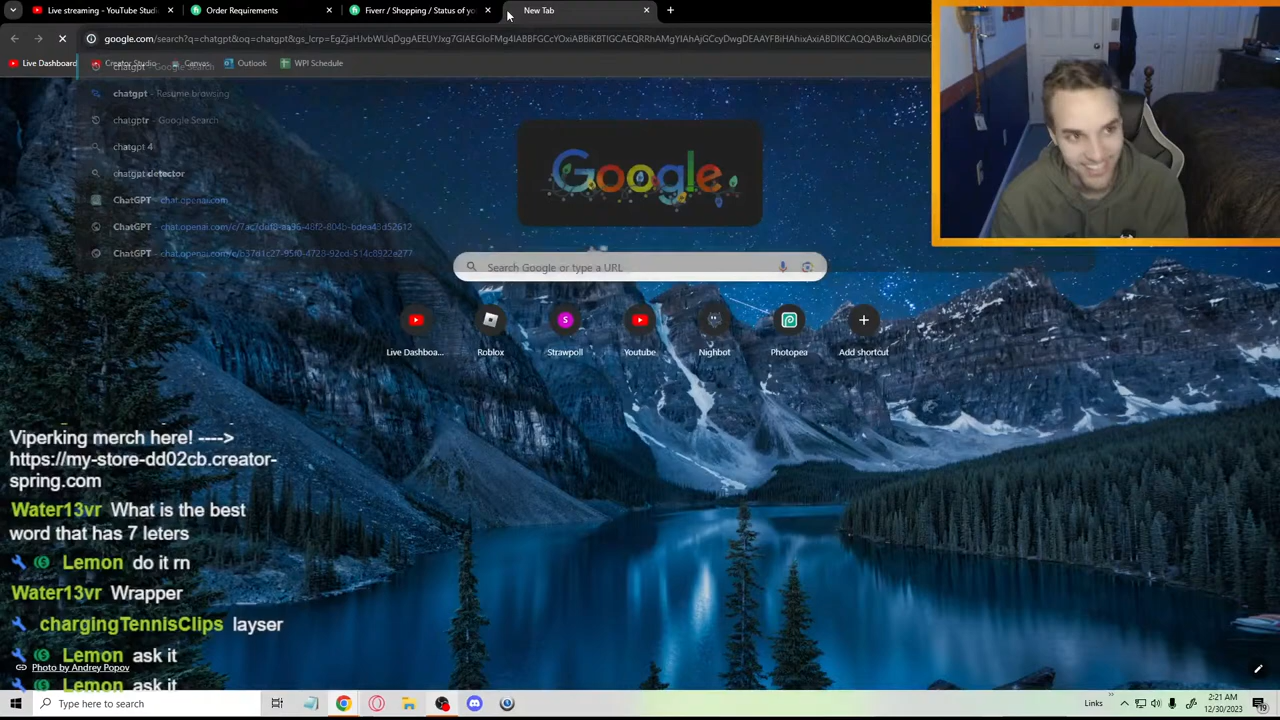 Live streaming - YouTube Studi
Order Requirements
Fiverr / Shopping / Status of yo
New Tab
Live Dashboard
Creator Studio
Canvas
Outlook
WPI Schedule
chatgpt - Google Search
chatgpt - Resume browsing
chatgptr - Google Search
chatgpt 4
chatgpt detector
ChatGPT - chat.openai.com
Google
Search Google or type a URL
Live Dashboa...
Roblox
Strawpoll
Youtube
Nighbot
Photopea
Add shortcut
Viperking merch here! ---->
https://my-store-dd02cb.creator-
spring.com
Water13vr What is the best
word that has 7 leters
Lemon do it rn
Water13vr Wrapper
chargingTennisClips layser
Lemon ask it
Lemon ask it
Photo by Andrey Popov
Type here to search
Links
2:21 AM
12/30/2023
19